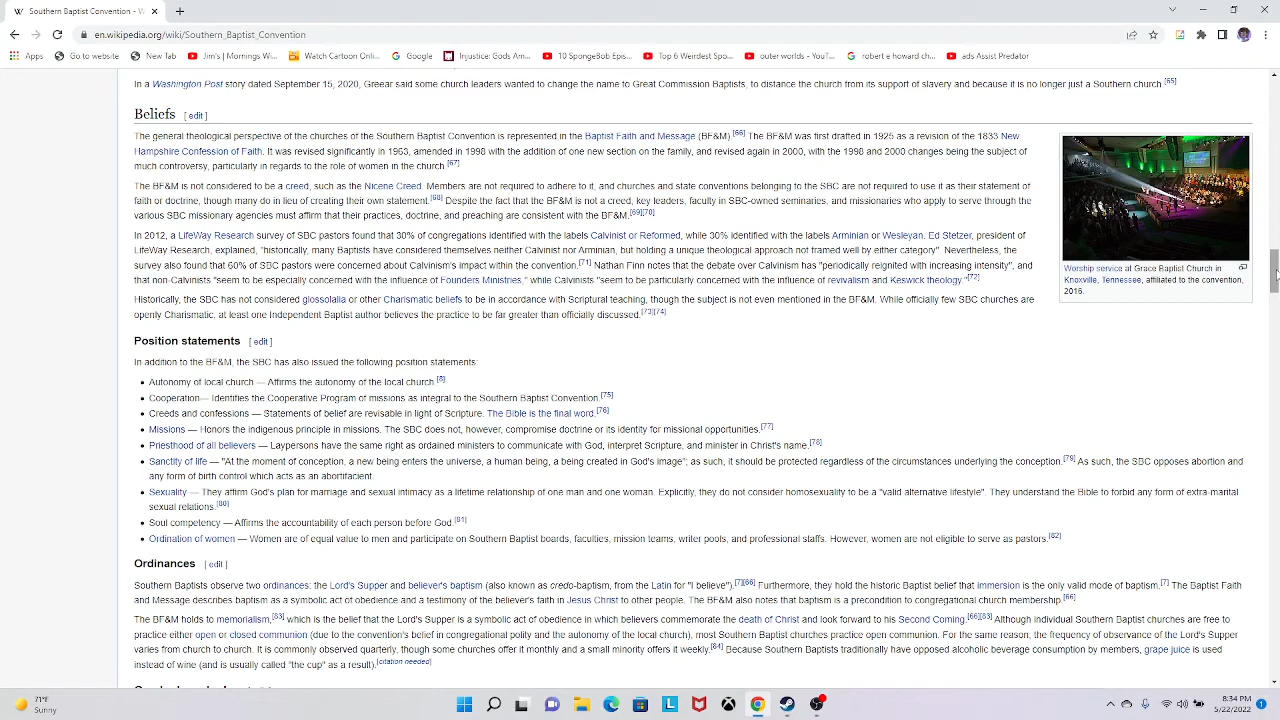 Southern Baptist Convention - W
en.wikipedia.org/wiki/Southern_Baptist_Convention
Apps Go to website New Tab Jim's | Mornings Wi... Watch Cartoon Onli... Google Injustice: Gods Am... 10 SpongeBob Epis... Top 6 Weirdest Spo... outer worlds - YouT... robert e howard ch... ads Assist Predator
In a Washington Post story dated September 15, 2020, Greear said some church leaders wanted to change the name to Great Commission Baptists, to distance the church from its support of slavery and because it is no longer just a Southern church.[65]
Beliefs [ edit ]
The general theological perspective of the churches of the Southern Baptist Convention is represented in the Baptist Faith and Message (BF&M).[66] The BF&M was first drafted in 1925 as a revision of the 1833 New
Hampshire Confession of Faith. It was revised significantly in 1963, amended in 1998 with the addition of one new section on the family, and revised again in 2000, with the 1998 and 2000 changes being the subject of
much controversy, particularly in regards to the role of women in the church.[67]
The BF&M is not considered to be a creed, such as the Nicene Creed. Members are not required to adhere to it, and churches and state conventions belonging to the SBC are not required to use it as their statement of
faith or doctrine, though many do in lieu of creating their own statement.[68] Despite the fact that the BF&M is not a creed, key leaders, faculty in SBC-owned seminaries, and missionaries who apply to serve through the
various SBC missionary agencies must affirm that their practices, doctrine, and preaching are consistent with the BF&M.[69][70]
In 2012, a LifeWay Research survey of SBC pastors found that 30% of congregations identified with the labels Calvinist or Reformed, while 30% identified with the labels Arminian or Wesleyan. Ed Stetzer, president of
LifeWay Research, explained, "historically, many Baptists have considered themselves neither Calvinist nor Arminian, but holding a unique theological approach not framed well by either category". Nevertheless, the
survey also found that 60% of SBC pastors were concerned about Calvinism's impact within the convention.[71] Nathan Finn notes that the debate over Calvinism has "periodically reignited with increasing intensity", and
that non-Calvinists "seem to be especially concerned with the influence of Founders Ministries," while Calvinists "seem to be particularly concerned with the influence of revivalism and Keswick theology."[72]
Historically, the SBC has not considered glossolalia or other Charismatic beliefs to be in accordance with Scriptural teaching, though the subject is not even mentioned in the BF&M. While officially few SBC churches are
openly Charismatic, at least one Independent Baptist author believes the practice to be far greater than officially discussed.[73][74]
Worship service at Grace Baptist Church in
Knoxville, Tennessee, affiliated to the convention,
2016.
Position statements [ edit ]
In addition to the BF&M, the SBC has also issued the following position statements:
• Autonomy of local church — Affirms the autonomy of the local church.[8]
• Cooperation— Identifies the Cooperative Program of missions as integral to the Southern Baptist Convention.[75]
• Creeds and confessions — Statements of belief are revisable in light of Scripture. The Bible is the final word.[76]
• Missions — Honors the indigenous principle in missions. The SBC does not, however, compromise doctrine or its identity for missional opportunities.[77]
• Priesthood of all believers — Laypersons have the same right as ordained ministers to communicate with God, interpret Scripture, and minister in Christ's name.[78]
• Sanctity of life — "At the moment of conception, a new being enters the universe, a human being, a being created in God's image"; as such, it should be protected regardless of the circumstances underlying the conception.[79] As such, the SBC opposes abortion and
any form of birth control which acts as an abortifacient.
• Sexuality — They affirm God's plan for marriage and sexual intimacy as a lifetime relationship of one man and one woman. Explicitly, they do not consider homosexuality to be a "valid alternative lifestyle". They understand the Bible to forbid any form of extra-marital
sexual relations.[80]
• Soul competency — Affirms the accountability of each person before God.[81]
• Ordination of women — Women are of equal value to men and participate on Southern Baptist boards, faculties, mission teams, writer pools, and professional staffs. However, women are not eligible to serve as pastors.[82]
Ordinances [ edit ]
Southern Baptists observe two ordinances: the Lord's Supper and believer's baptism (also known as credo-baptism, from the Latin for "I believe").[7][66] Furthermore, they hold the historic Baptist belief that immersion is the only valid mode of baptism.[7] The Baptist Faith
and Message describes baptism as a symbolic act of obedience and a testimony of the believer's faith in Jesus Christ to other people. The BF&M also notes that baptism is a precondition to congregational church membership.[66]
The BF&M holds to memorialism,[83] which is the belief that the Lord's Supper is a symbolic act of obedience in which believers commemorate the death of Christ and look forward to his Second Coming.[66][83] Although individual Southern Baptist churches are free to
practice either open or closed communion (due to the convention's belief in congregational polity and the autonomy of the local church), most Southern Baptist churches practice open communion. For the same reason, the frequency of observance of the Lord's Supper
varies from church to church. It is commonly observed quarterly, though some churches offer it monthly and a small minority offers it weekly.[84] Because Southern Baptists traditionally have opposed alcoholic beverage consumption by members, grape juice is used
instead of wine (and is usually called "the cup" as a result).[citation needed]
71°F
Sunny
8:34 PM
5/22/2022